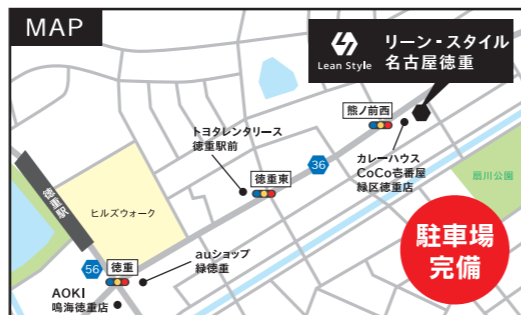 MAP
Lean Style
リーン・スタイル
名古屋徳重
熊ノ前西
トヨタレンタリース
徳重駅前
36
徳重東
カレーハウス
CoCo壱番屋
緑区徳重店
扇川公園
徳重駅
ヒルズウォーク
駐車場
完備
auショップ
緑徳重
56
徳重
AOKI
鳴海徳重店